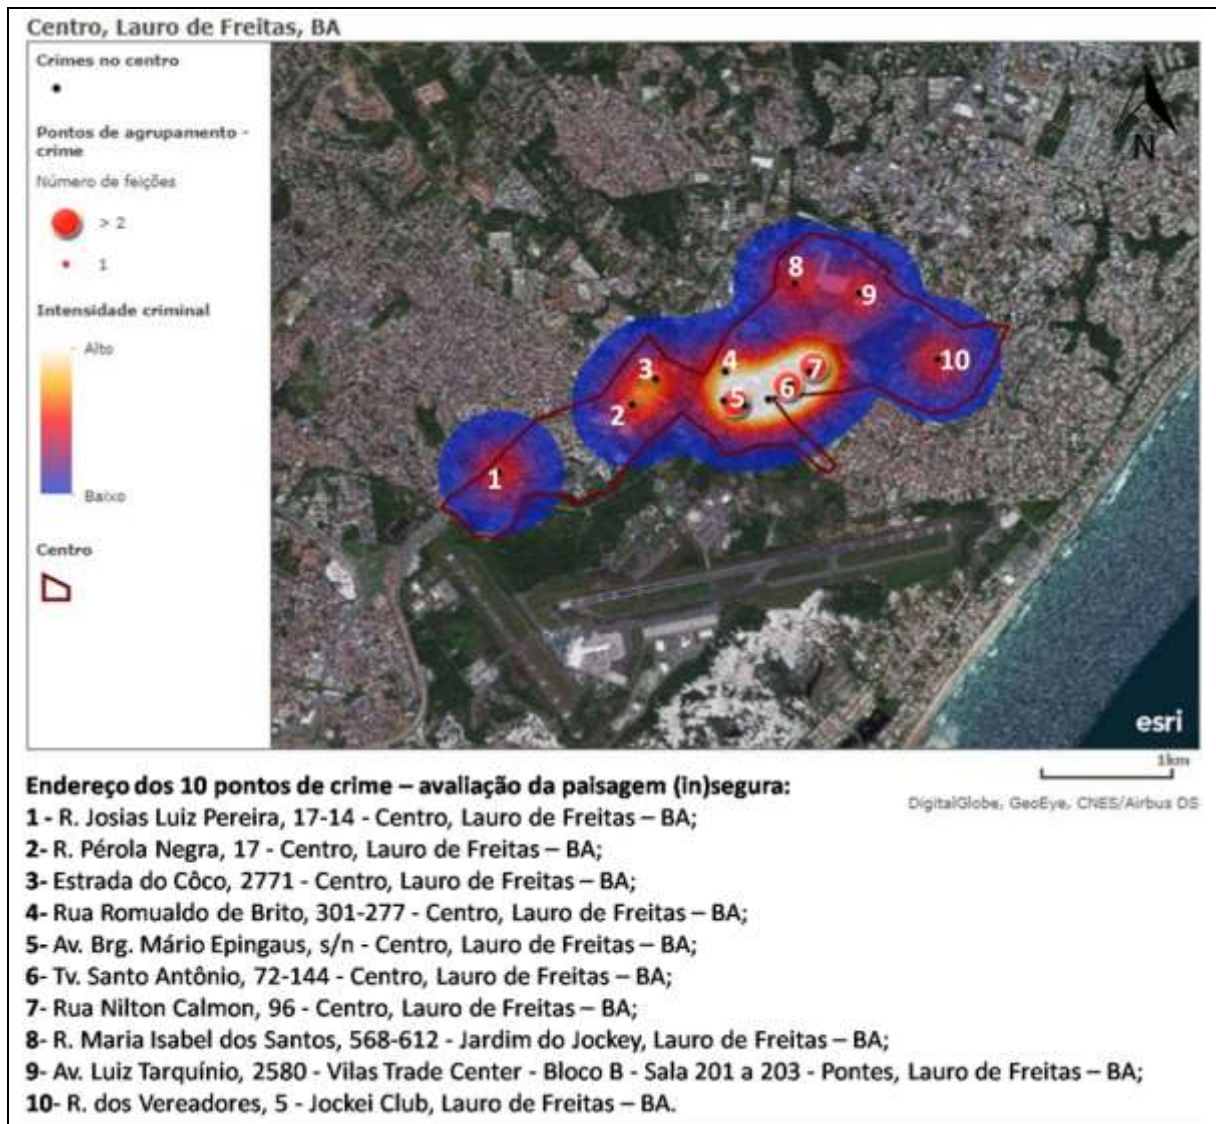 Centro, Lauro de Freitas, BA
Crimes no centro
Pontos de agrupamento -
crime
Número de feições
> 2
1
Intensidade criminal
Alto
Baixo
Centro
N
8
9
3
4
10
7
6
2
5
1
esri
1km
DigitalGlobe, GeoEye, CNES/Airbus DS
Endereço dos 10 pontos de crime – avaliação da paisagem (in)segura:
1 - R. Josias Luiz Pereira, 17-14 - Centro, Lauro de Freitas – BA;
2- R. Pérola Negra, 17 - Centro, Lauro de Freitas – BA;
3- Estrada do Côco, 2771 - Centro, Lauro de Freitas – BA;
4- Rua Romualdo de Brito, 301-277 - Centro, Lauro de Freitas – BA;
5- Av. Brg. Mário Epingaus, s/n - Centro, Lauro de Freitas – BA;
6- Tv. Santo Antônio, 72-144 - Centro, Lauro de Freitas – BA;
7- Rua Nilton Calmon, 96 - Centro, Lauro de Freitas – BA;
8- R. Maria Isabel dos Santos, 568-612 - Jardim do Jockey, Lauro de Freitas – BA;
9- Av. Luiz Tarquínio, 2580 - Vilas Trade Center - Bloco B - Sala 201 a 203 - Pontes, Lauro de Freitas – BA;
10- R. dos Vereadores, 5 - Jockei Club, Lauro de Freitas – BA.